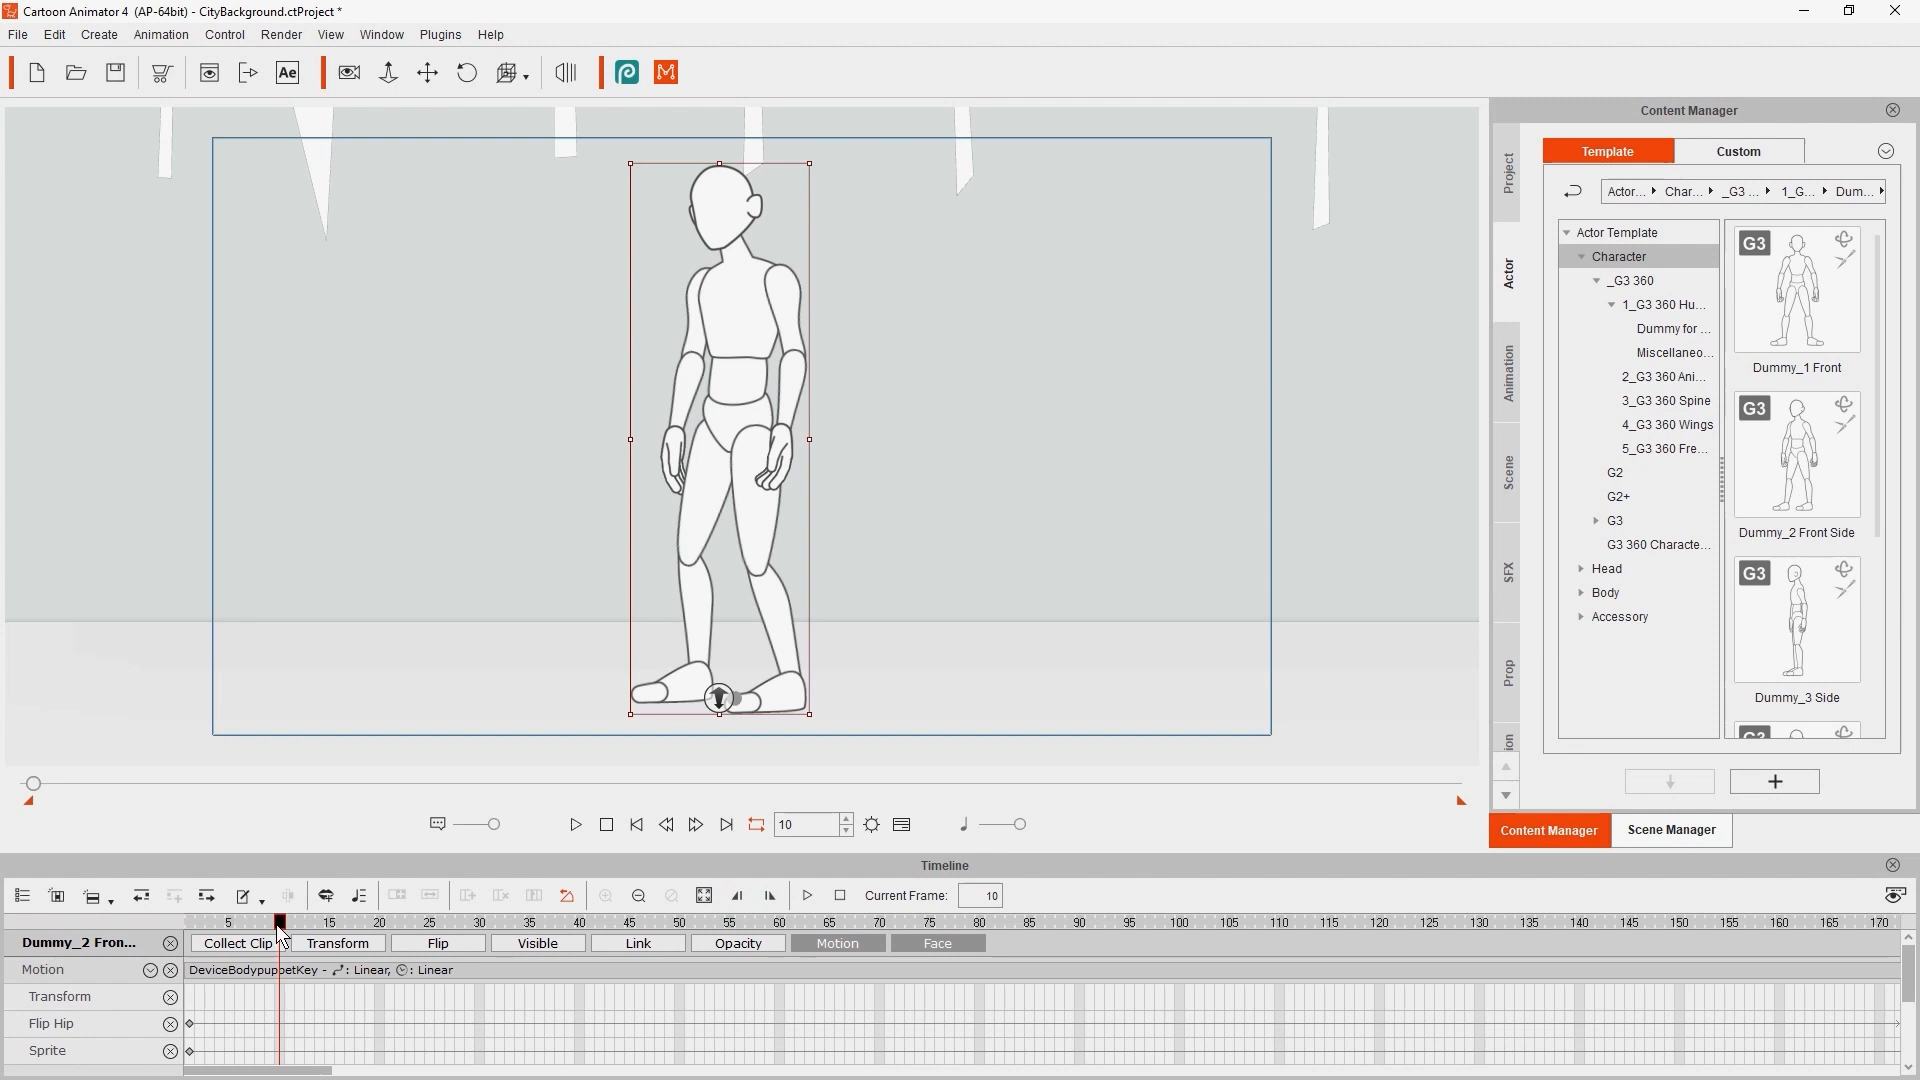 Cartoon Animator 4 (AP-64bit) - CityBackground.ctProject *
File Edit Create Animation Control Render View Window Plugins Help
Ae
Content Manager
Template Custom
Actor... Char... _G3 ... 1_G... Dum...
Project
Actor
Animation
Scene
SFX
Prop
ion
Actor Template
Character
_G3 360
1_G3 360 Hu...
Dummy for ...
Miscellaneo...
2_G3 360 Ani...
3_G3 360 Spine
4_G3 360 Wings
5_G3 360 Fre...
G2
G2+
G3
G3 360 Characte...
Head
Body
Accessory
G3
Dummy_1 Front
G3
Dummy_2 Front Side
G3
Dummy_3 Side
10
Content Manager Scene Manager
Timeline
Current Frame: 10
5 15 20 25 30 35 40 45 50 55 60 65 70 75 80 85 90 95 100 105 110 115 120 125 130 135 140 145 150 155 160 165 170
Dummy_2 Fron... Collect Clip Transform Flip Visible Link Opacity Motion Face
Motion DeviceBodypuppetKey - : Linear, : Linear
Transform
Flip Hip
Sprite